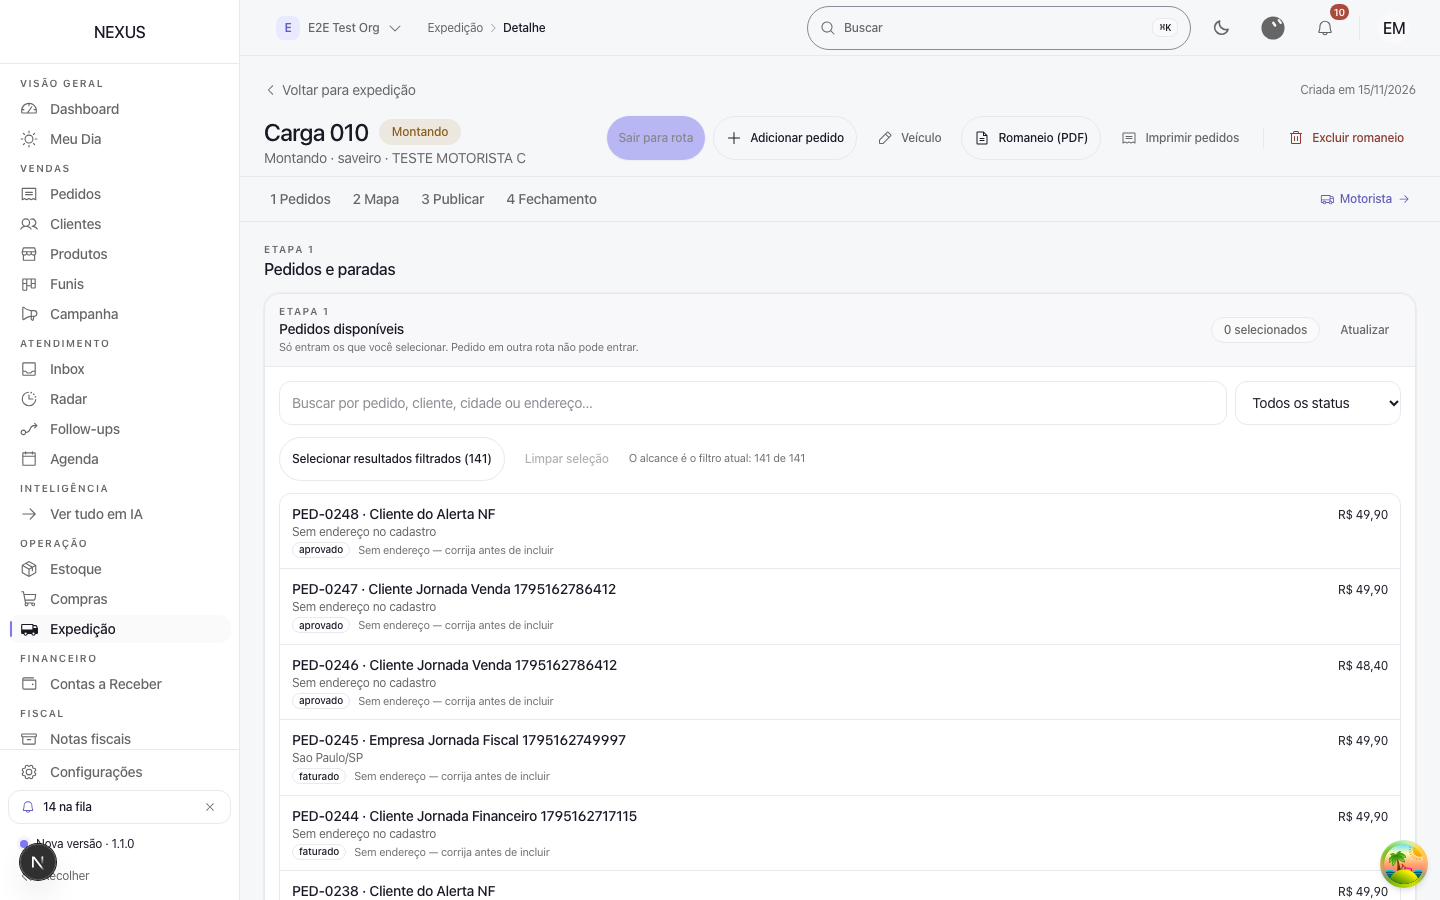 NEXUS
E
E2E Test Org
Expedição
Detalhe
Buscar
⌘K
10
EM
VISÃO GERAL
Dashboard
Meu Dia
VENDAS
Pedidos
Clientes
Produtos
Funis
Campanha
ATENDIMENTO
Inbox
Radar
Follow-ups
Agenda
INTELIGÊNCIA
Ver tudo em IA
OPERAÇÃO
Estoque
Compras
Expedição
FINANCEIRO
Contas a Receber
FISCAL
Notas fiscais
Configurações
14 na fila
Nova versão · 1.1.0
N
ecolher
Voltar para expedição
Criada em 15/11/2026
Carga 010
Montando
Montando · saveiro · TESTE MOTORISTA C
Sair para rota
Adicionar pedido
Veículo
Romaneio (PDF)
Imprimir pedidos
Excluir romaneio
1 Pedidos
2 Mapa
3 Publicar
4 Fechamento
Motorista
ETAPA 1
Pedidos e paradas
ETAPA 1
Pedidos disponíveis
Só entram os que você selecionar. Pedido em outra rota não pode entrar.
0 selecionados
Atualizar
Buscar por pedido, cliente, cidade ou endereço...
Todos os status
Selecionar resultados filtrados (141)
Limpar seleção
O alcance é o filtro atual: 141 de 141
PED-0248 · Cliente do Alerta NF
R$ 49,90
Sem endereço no cadastro
aprovado
Sem endereço — corrija antes de incluir
PED-0247 · Cliente Jornada Venda 1795162786412
R$ 49,90
Sem endereço no cadastro
aprovado
Sem endereço — corrija antes de incluir
PED-0246 · Cliente Jornada Venda 1795162786412
R$ 48,40
Sem endereço no cadastro
aprovado
Sem endereço — corrija antes de incluir
PED-0245 · Empresa Jornada Fiscal 1795162749997
R$ 49,90
Sao Paulo/SP
faturado
Sem endereço — corrija antes de incluir
PED-0244 · Cliente Jornada Financeiro 1795162717115
R$ 49,90
Sem endereço no cadastro
faturado
Sem endereço — corrija antes de incluir
PED-0238 · Cliente do Alerta NF
R$ 49,90